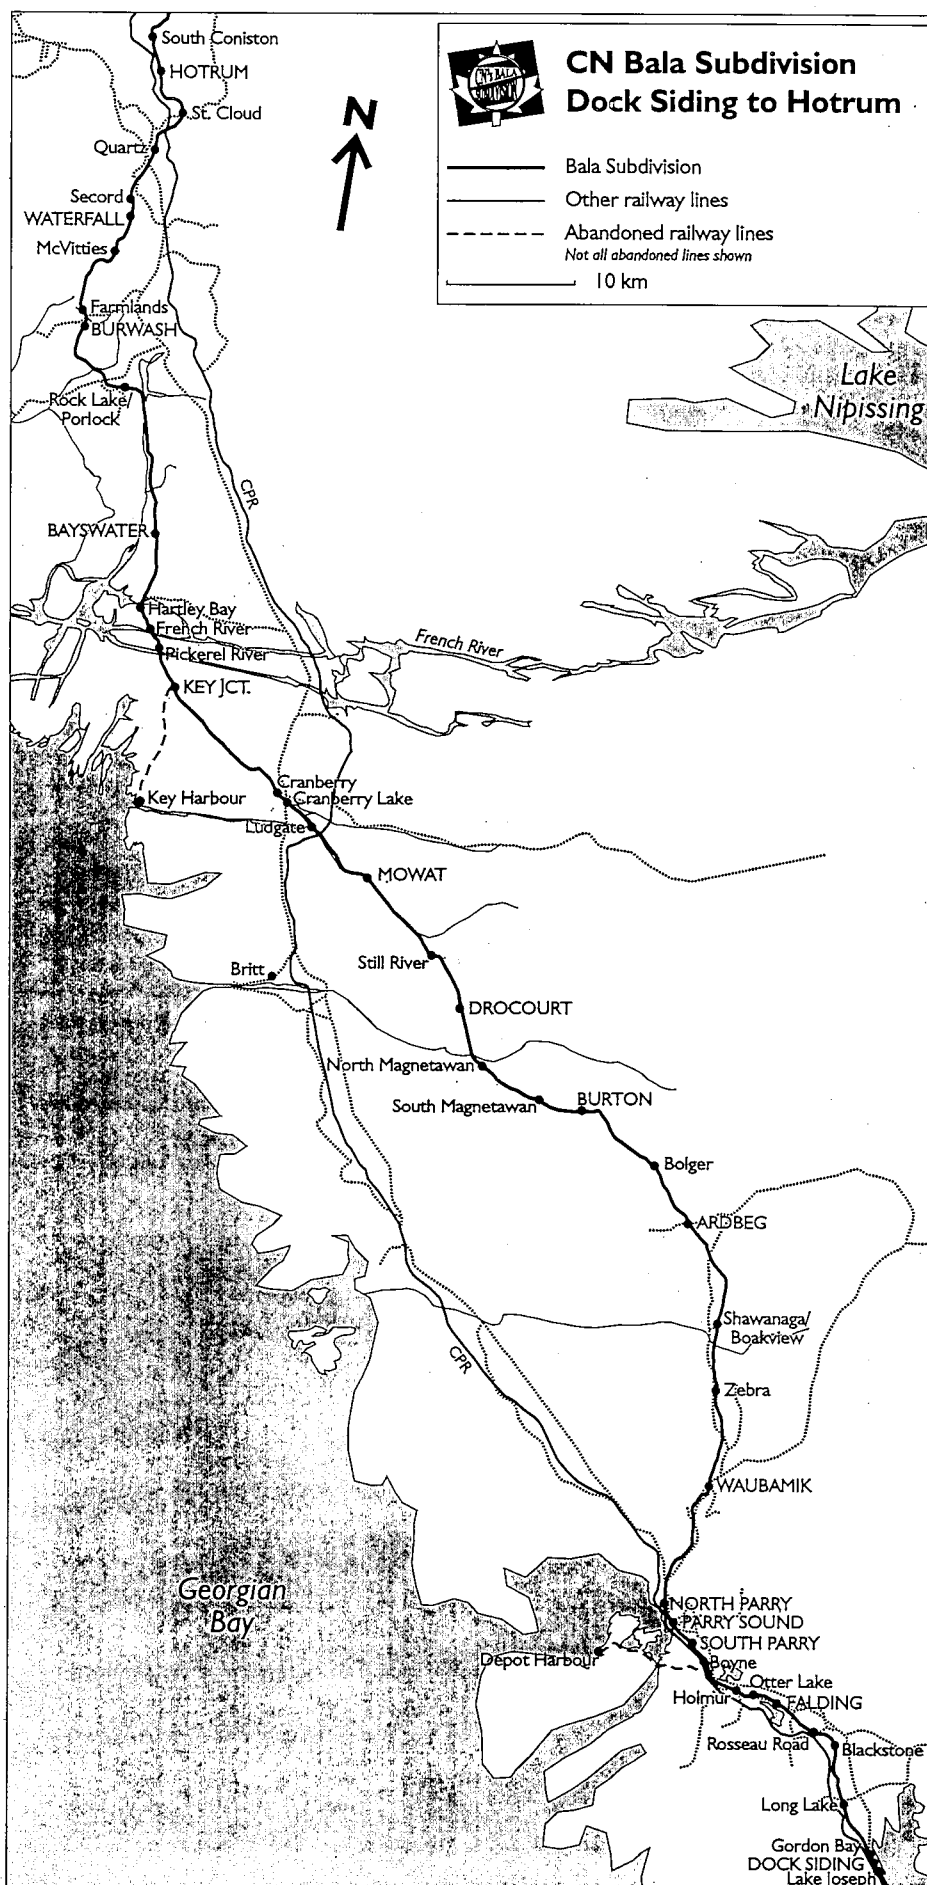 South Coniston
HOTRUM
St. Cloud
Quartz
Second
WATERFALL
McVitties
Farmlands
BURWASH
Rock Lake/
Porlock
N
CN'S BALA
SUBDIVISION
CN Bala Subdivision
Dock Siding to Hotrum
Bala Subdivision
Other railway lines
Abandoned railway lines
Not all abandoned lines shown
10 km
Lake
Nipissing
CPR
BAYSWATER
Hartley Bay
French River
Pickerel River
French River
KEY JCT.
Cranberry
Key Harbour
Cranberry Lake
Ludgate
MOWAT
Still River
Britt
DROCOURT
North Magnetawan
South Magnetawan
BURTON
Bolger
ARDBEG
Shawanaga/
Boakview
CPR
Zebra
WAUBAMIK
Georgian
Bay
NORTH PARRY
PARRY SOUND
SOUTH PARRY
Boyne
Depot Harbour
Otter Lake
Holmur
FALDING
Rosseau Road
Blackstone
Long Lake
Gordon Bay
DOCK SIDING
Lake Joseph